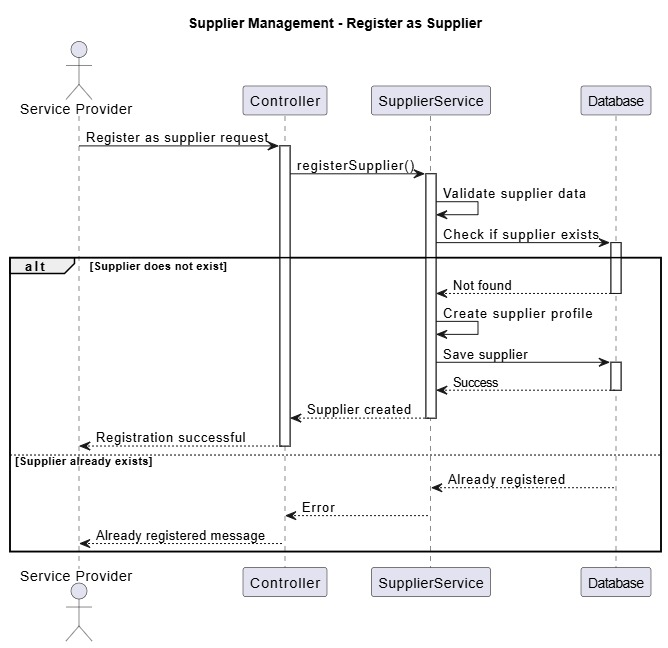 Supplier Management - Register as Supplier
Service Provider
Controller
SupplierService
Database
Register as supplier request
registerSupplier()
Validate supplier data
Check if supplier exists
alt
[Supplier does not exist]
Not found
Create supplier profile
Save supplier
Success
Supplier created
Registration successful
[Supplier already exists]
Already registered
Error
Already registered message
Service Provider
Controller
SupplierService
Database